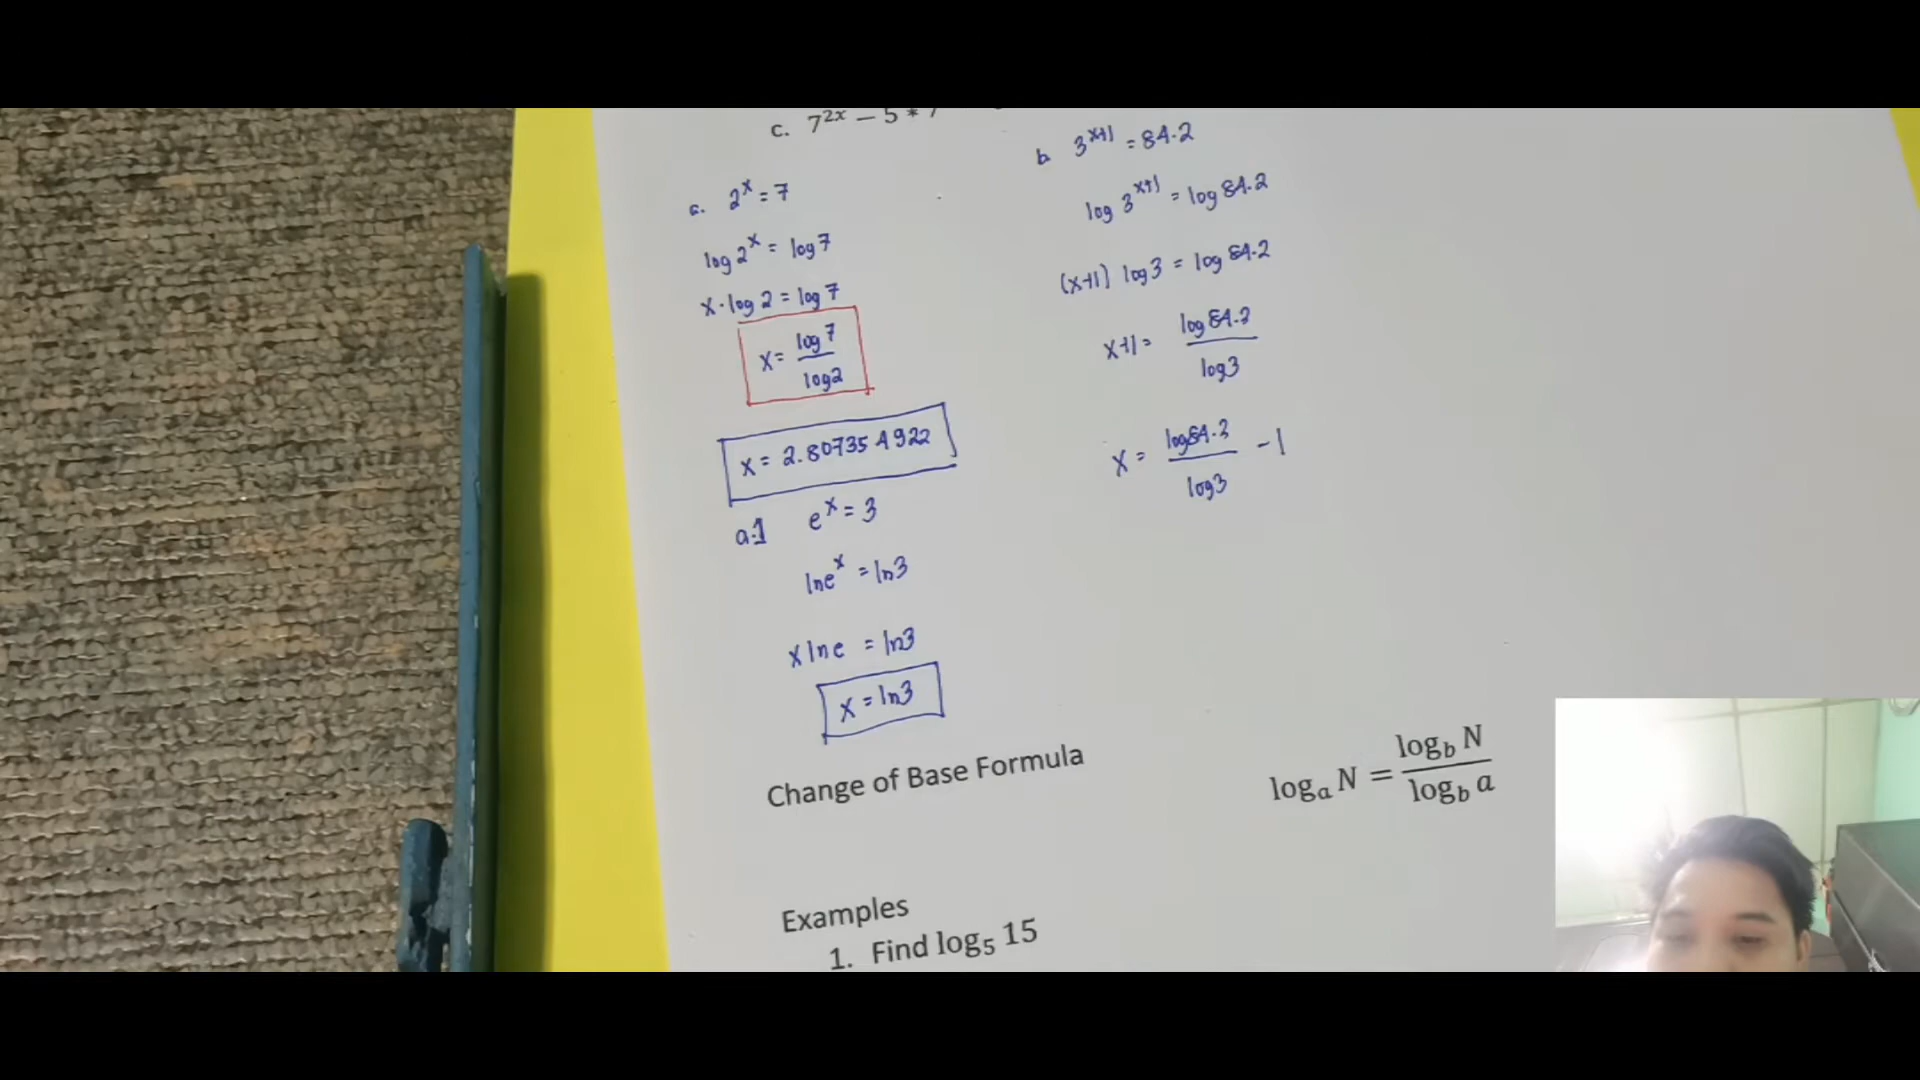 c. 7^{2x} − 5 * 7
a. 2^x = 7
log 2^x = log 7
x · log 2 = log 7
x = log 7 / log 2
x = 2.807354922
a.1 e^x = 3
ln e^x = ln 3
x ln e = ln 3
x = ln 3
b 3^{x+1} = 84.2
log 3^{x+1} = log 84.2
(x+1) log 3 = log 84.2
x+1 = log 84.2 / log 3
x = log 84.2 / log 3 − 1
Change of Base Formula
log_a N = log_b N / log_b a
Examples
1. Find log_5 15